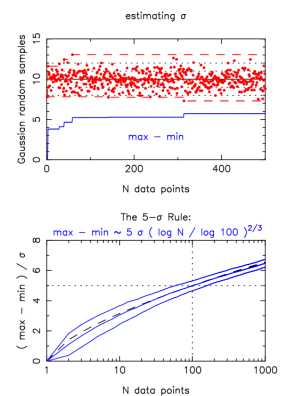 estimating σ
Gaussian random samples
15
10
5
0
max − min
0
200
400
N data points
The 5−σ Rule:
max − min ~ 5 σ ( log N / log 100 )2/3
( max − min ) / σ
8
6
4
2
0
1
10
100
1000
N data points